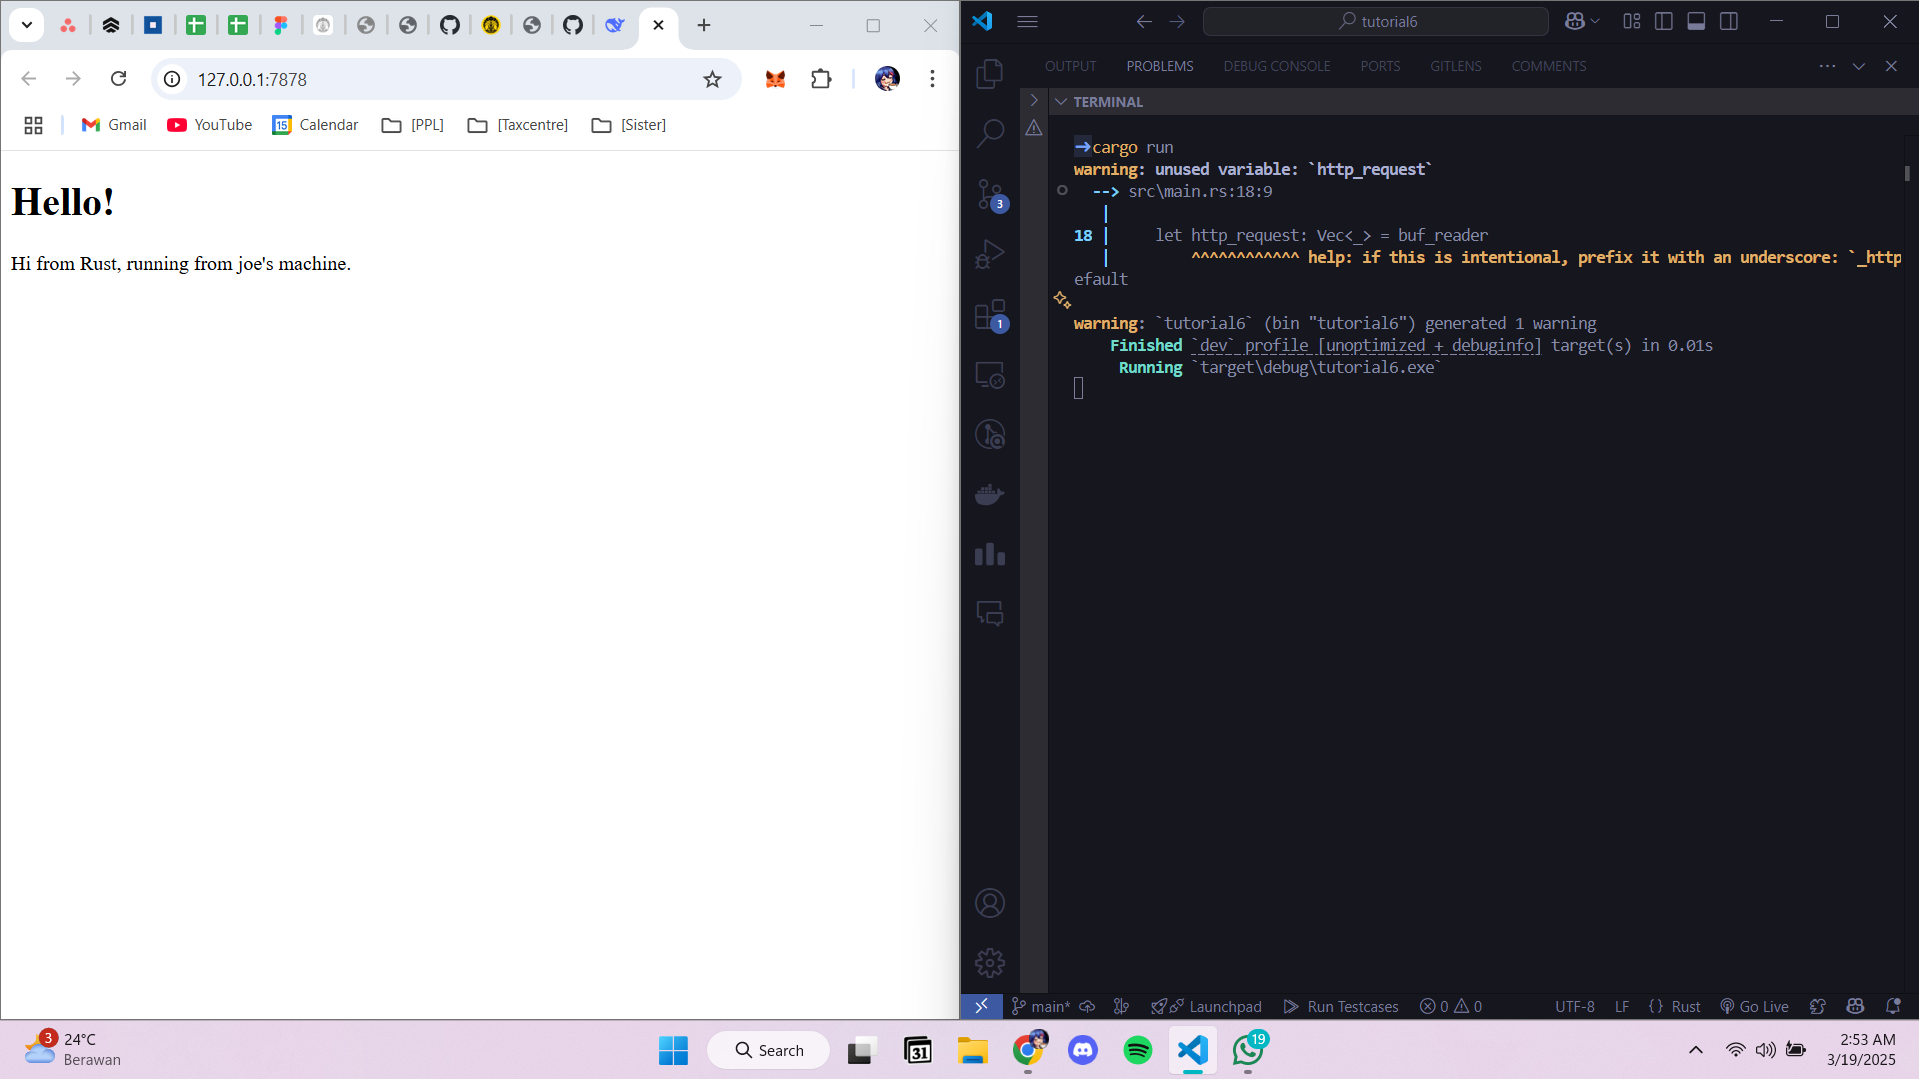 127.0.0.1:7878
Gmail YouTube 15 Calendar [PPL] [Taxcentre] [Sister]
Hello!
Hi from Rust, running from joe's machine.
tutorial6
OUTPUT PROBLEMS DEBUG CONSOLE PORTS GITLENS COMMENTS
TERMINAL
→cargo run
warning: unused variable: `http_request`
--> src\main.rs:18:9
|
18 | let http_request: Vec<_> = buf_reader
| ^^^^^^^^^^^^ help: if this is intentional, prefix it with an underscore: `_http
efault
warning: `tutorial6` (bin "tutorial6") generated 1 warning
Finished `dev` profile [unoptimized + debuginfo] target(s) in 0.01s
Running `target\debug\tutorial6.exe`
3
1
main* Launchpad Run Testcases 0 0 UTF-8 LF {} Rust Go Live
3
24°C
Berawan
Search
31
19
2:53 AM
3/19/2025